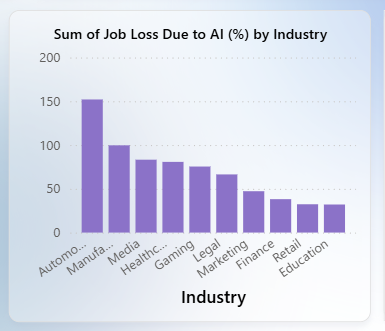 Sum of Job Loss Due to AI (%) by Industry
200
150
100
50
0
Automo...
Manufa...
Media
Healthc...
Gaming
Legal
Marketing
Finance
Retail
Education
Industry